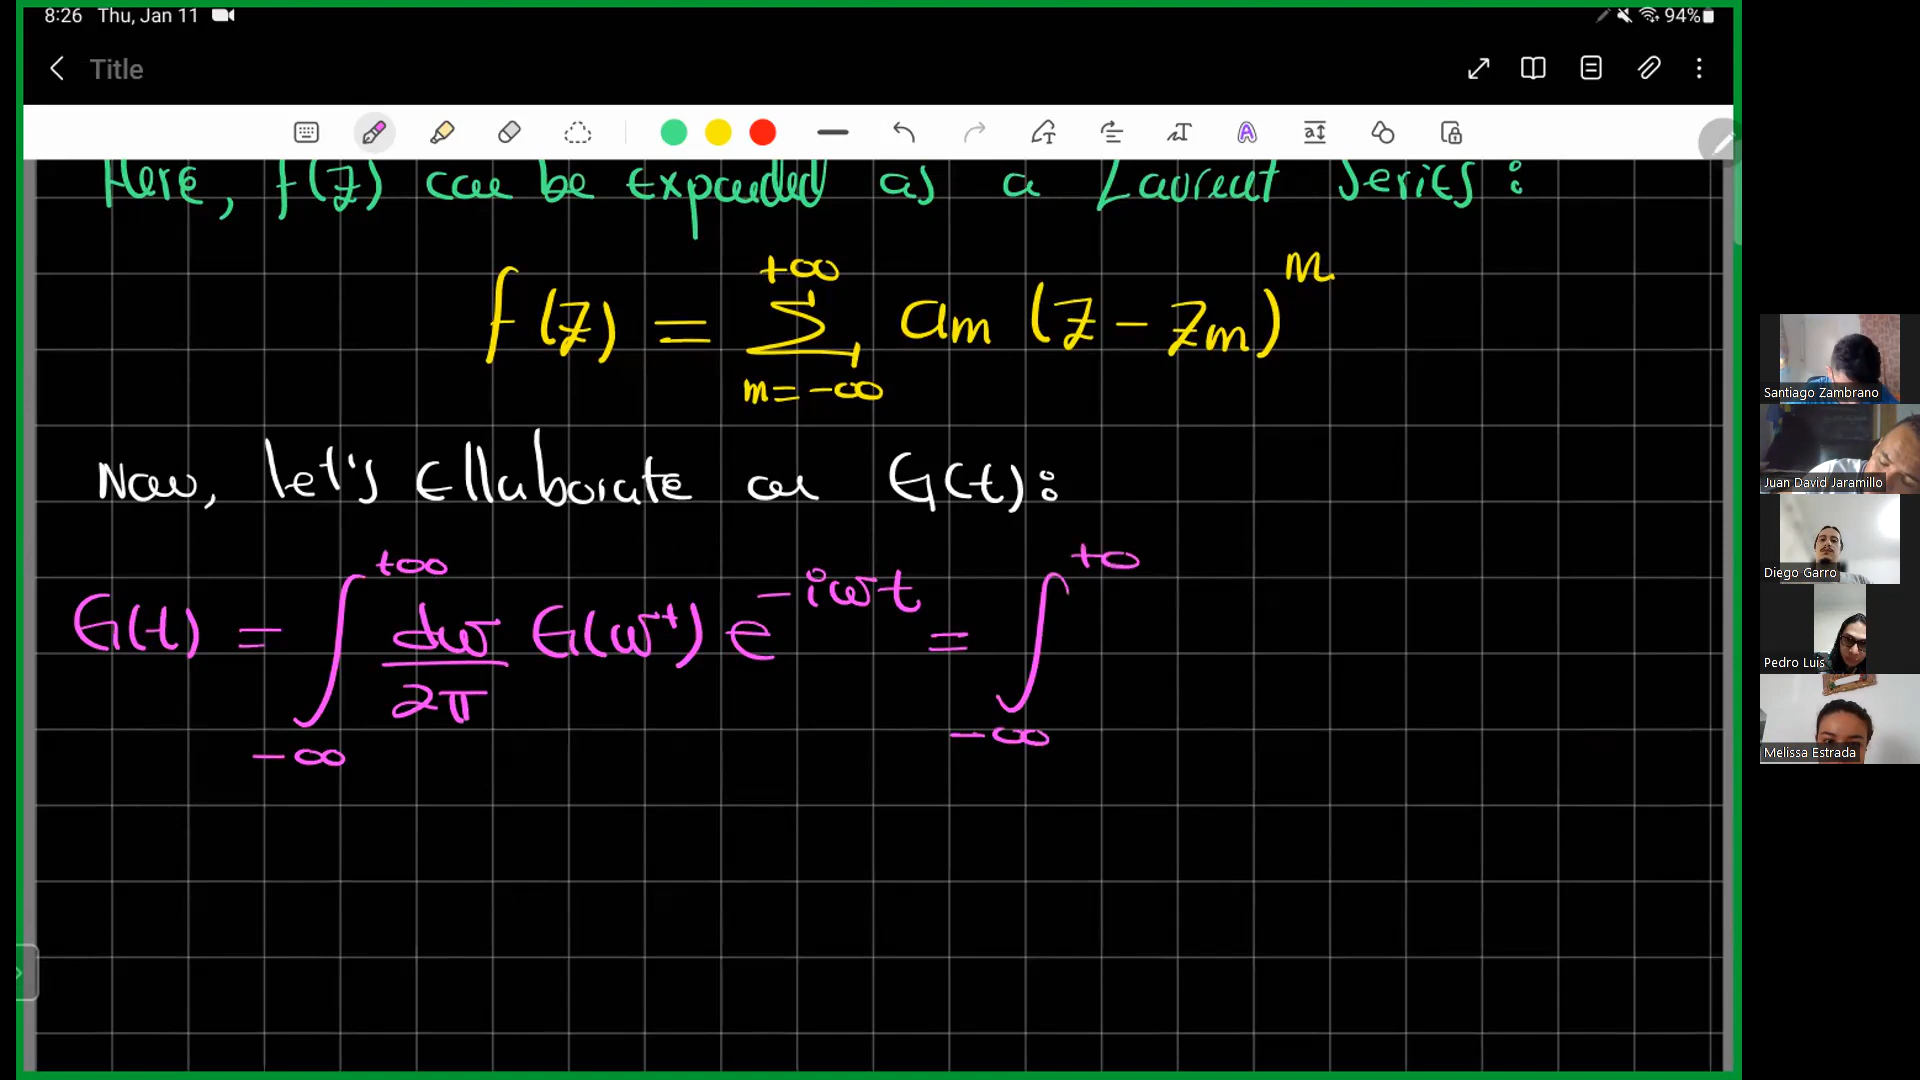 8:26 Thu, Jan 11
94%
Title
Here, f(z) can be expanded as a Laurent Series:
f(z) = ∑_{m=-∞}^{+∞} a_m (z - z_m)^m
Now, let's Ellaborate on G(t):
G(t) = ∫_{-∞}^{+∞} dω/2π G(ω⁺) e^{-iωt} = ∫_{-∞}^{+∞}
Santiago Zambrano
Juan David Jaramillo
Diego Garro
Pedro Luis
Melissa Estrada